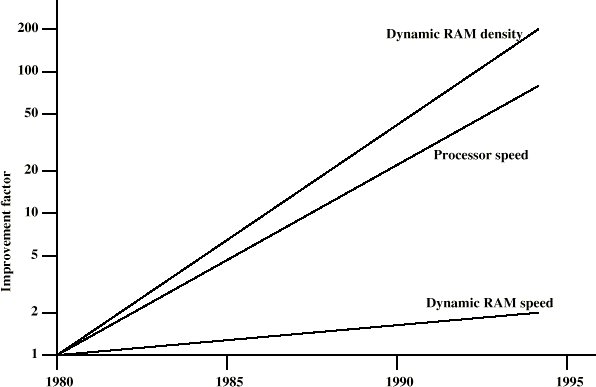 200
Dynamic RAM density
100
50
Processor speed
20
10
5
Dynamic RAM speed
2
1
Improvement factor
1980 1985 1990 1995